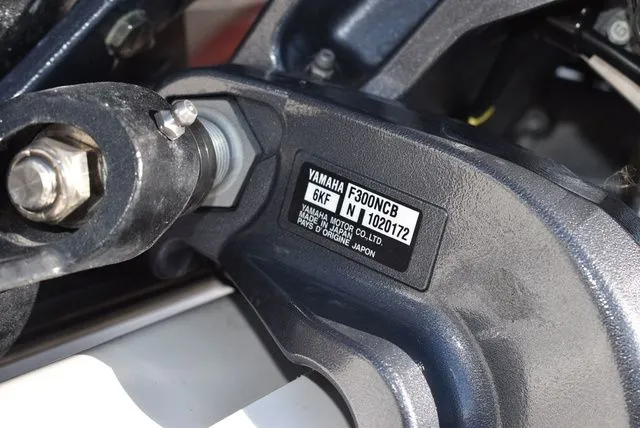 YAMAHA F300NCB
6KF N 1020172
YAMAHA MOTOR CO.,LTD.
MADE IN JAPAN
PAYS D'ORIGINE JAPON